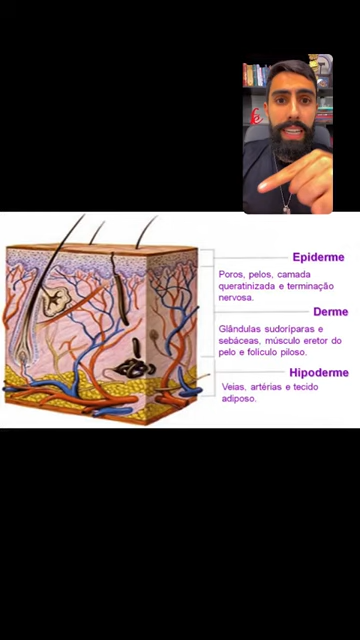 Epiderme
Poros, pelos, camada
queratinizada e terminação
nervosa.
Derme
Glândulas sudoríparas e
sebáceas, músculo eretor do
pelo e folículo piloso.
Hipoderme
Veias, artérias e tecido
adiposo.